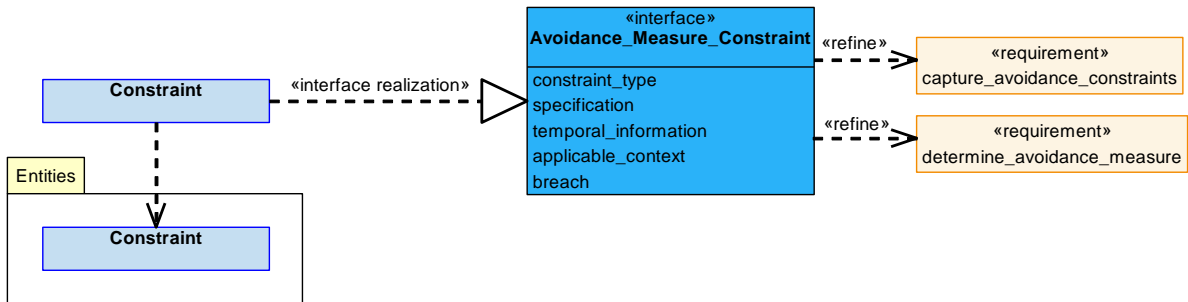 «interface»
Avoidance_Measure_Constraint
constraint_type
specification
temporal_information
applicable_context
breach
Constraint
«interface realization»
«refine»
«requirement»
capture_avoidance_constraints
«refine»
«requirement»
determine_avoidance_measure
Entities
Constraint